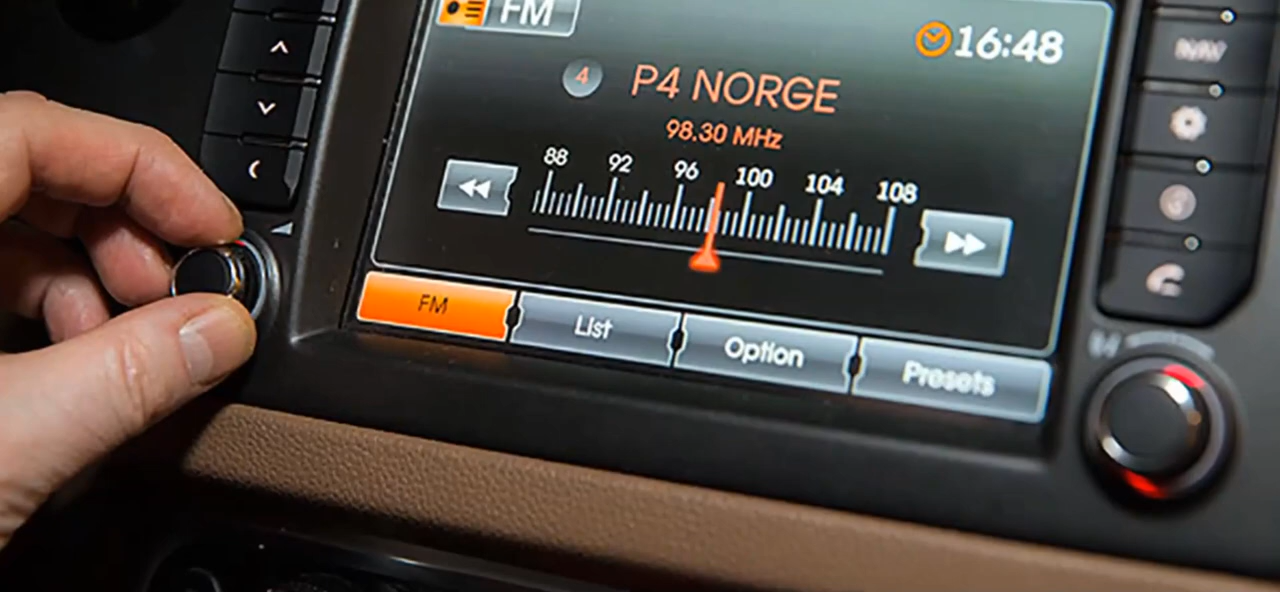 FM
16:48
4
P4 NORGE
98.30 MHz
88 92 96 100 104 108
FM List Option Presets
NAV